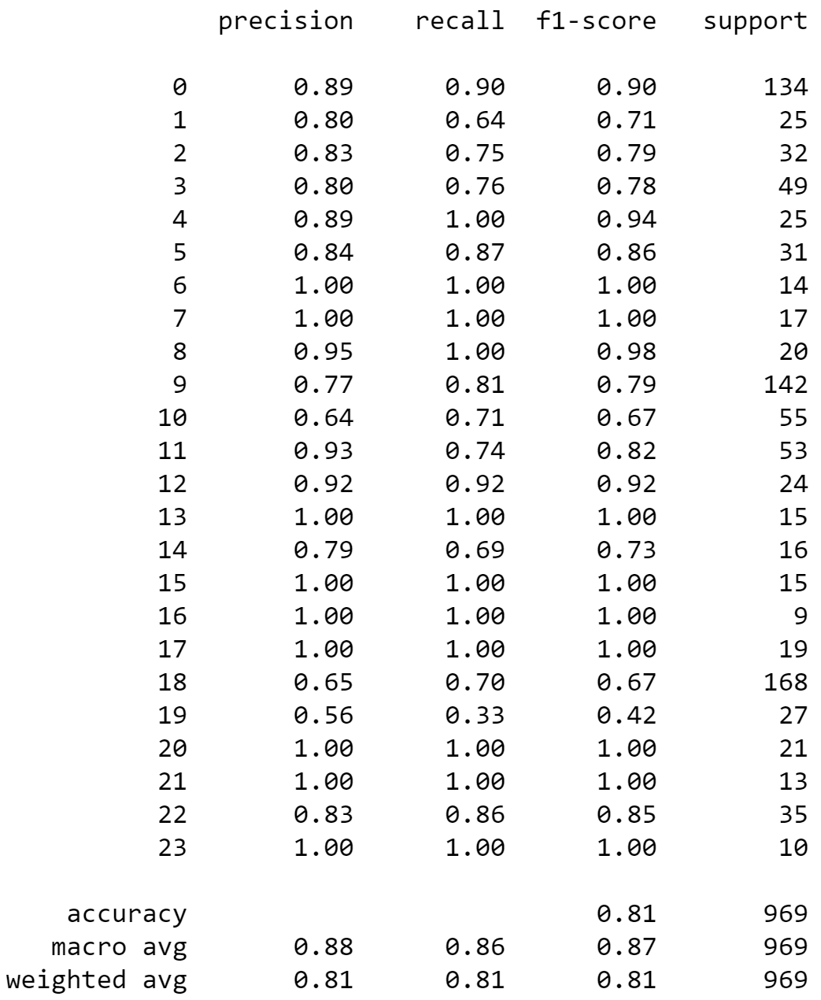 precision recall f1-score support
0 0.89 0.90 0.90 134
1 0.80 0.64 0.71 25
2 0.83 0.75 0.79 32
3 0.80 0.76 0.78 49
4 0.89 1.00 0.94 25
5 0.84 0.87 0.86 31
6 1.00 1.00 1.00 14
7 1.00 1.00 1.00 17
8 0.95 1.00 0.98 20
9 0.77 0.81 0.79 142
10 0.64 0.71 0.67 55
11 0.93 0.74 0.82 53
12 0.92 0.92 0.92 24
13 1.00 1.00 1.00 15
14 0.79 0.69 0.73 16
15 1.00 1.00 1.00 15
16 1.00 1.00 1.00 9
17 1.00 1.00 1.00 19
18 0.65 0.70 0.67 168
19 0.56 0.33 0.42 27
20 1.00 1.00 1.00 21
21 1.00 1.00 1.00 13
22 0.83 0.86 0.85 35
23 1.00 1.00 1.00 10
accuracy 0.81 969
macro avg 0.88 0.86 0.87 969
weighted avg 0.81 0.81 0.81 969